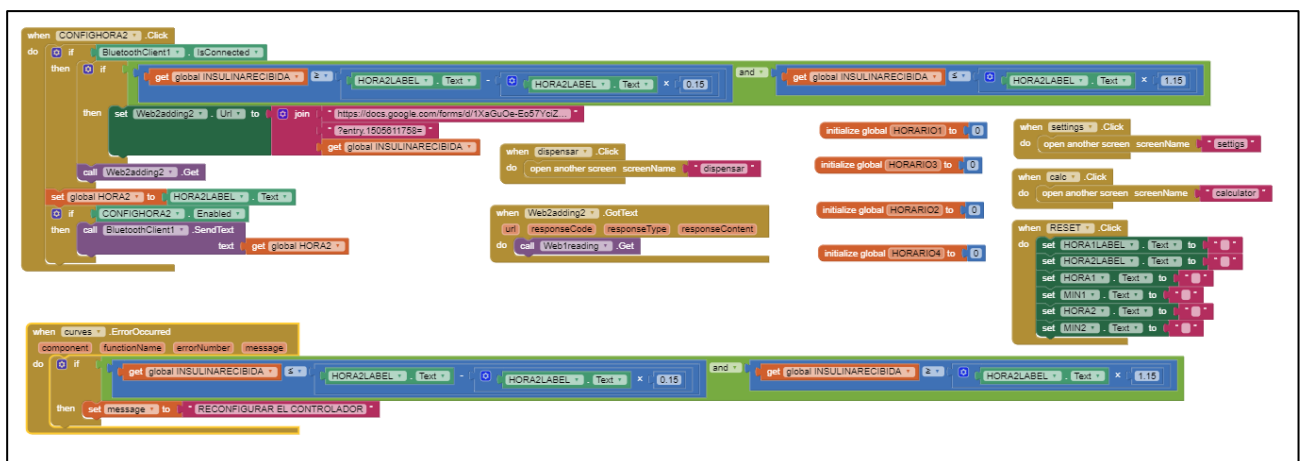 when CONFIGHORA2 .Click
do if BluetoothClient1 . IsConnected
then if get global INSULINARECIBIDA ≥ HORA2LABEL . Text - HORA2LABEL . Text × 0.15 and get global INSULINARECIBIDA ≤ HORA2LABEL . Text × 1.15
then set Web2adding2 . Url to join " https://docs.google.com/forms/d/1XaGuOe-Eo57YciZ... "
" ?entry.1505611758= "
get global INSULINARECIBIDA
call Web2adding2 .Get
set global HORA2 to HORA2LABEL . Text
if CONFIGHORA2 . Enabled
then call BluetoothClient1 .SendText
text get global HORA2
when dispensar .Click
do open another screen screenName " dispensar "
when Web2adding2 .GotText
url responseCode responseType responseContent
do call Web1reading .Get
initialize global HORARIO1 to 0
initialize global HORARIO3 to 0
initialize global HORARIO2 to 0
initialize global HORARIO4 to 0
when settings .Click
do open another screen screenName " settigs "
when calc .Click
do open another screen screenName " calculator "
when RESET .Click
do set HORA1LABEL . Text to " "
set HORA2LABEL . Text to " "
set HORA1 . Text to " "
set MIN1 . Text to " "
set HORA2 . Text to " "
set MIN2 . Text to " "
when curves .ErrorOccurred
component functionName errorNumber message
do if get global INSULINARECIBIDA ≤ HORA2LABEL . Text - HORA2LABEL . Text × 0.15 and get global INSULINARECIBIDA ≥ HORA2LABEL . Text × 1.15
then set message to " RECONFIGURAR EL CONTROLADOR "